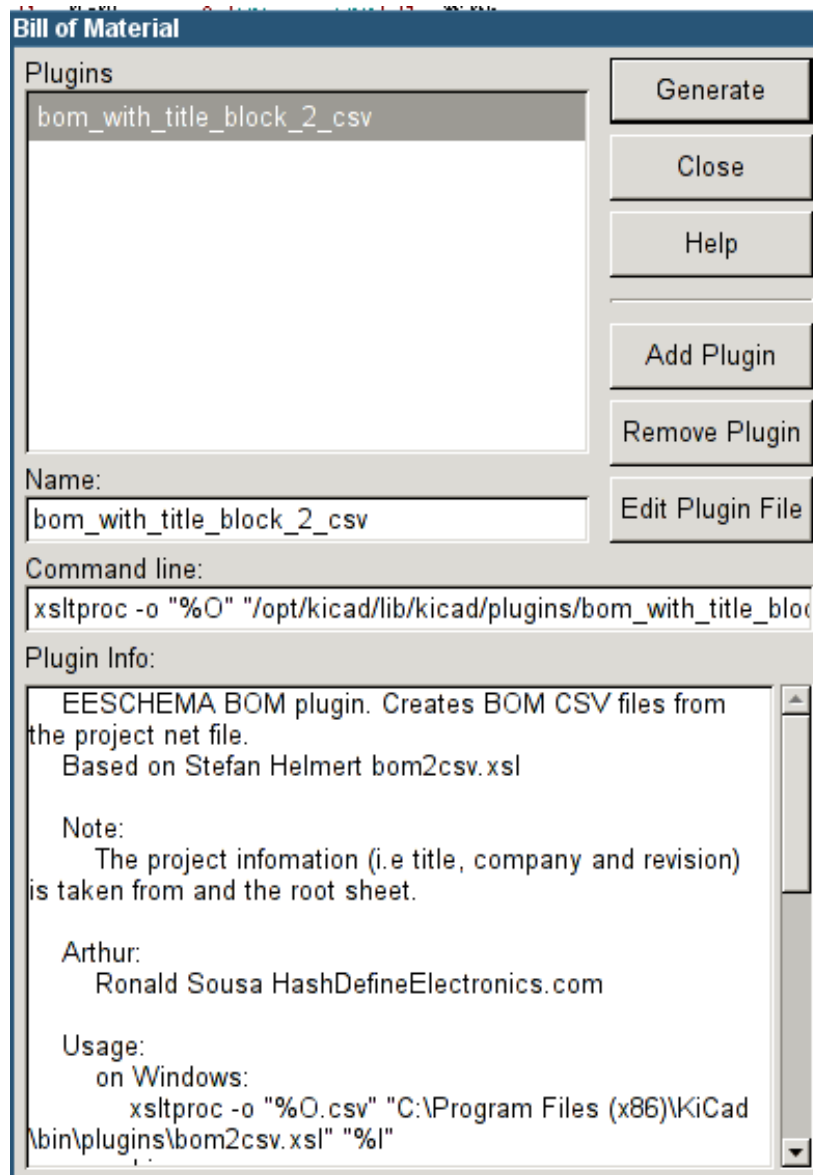 Bill of Material
Plugins
Generate
bom_with_title_block_2_csv
Close
Help
Add Plugin
Remove Plugin
Name:
Edit Plugin File
bom_with_title_block_2_csv
Command line:
xsltproc -o "%O" "/opt/kicad/lib/kicad/plugins/bom_with_title_bloc
Plugin Info:
EESCHEMA BOM plugin. Creates BOM CSV files from
the project net file.
Based on Stefan Helmert bom2csv.xsl
Note:
The project infomation (i.e title, company and revision)
is taken from and the root sheet.
Arthur:
Ronald Sousa HashDefineElectronics.com
Usage:
on Windows:
xsltproc -o "%O.csv" "C:\Program Files (x86)\KiCad
\bin\plugins\bom2csv.xsl" "%I"